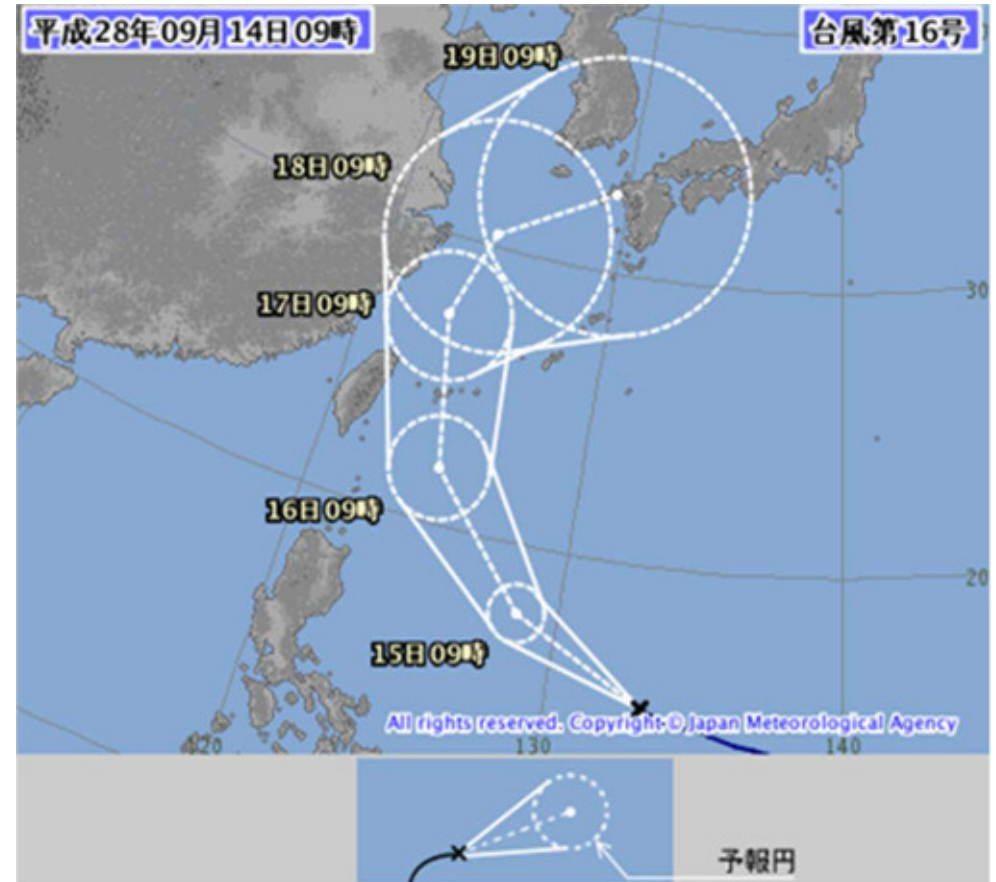 平成28年09月14日09時
台風第16号
19日09時
18日09時
17日09時
30
16日09時
20
15日09時
All rights reserved. Copyright © Japan Meteorological Agency
120
130
140
予報円